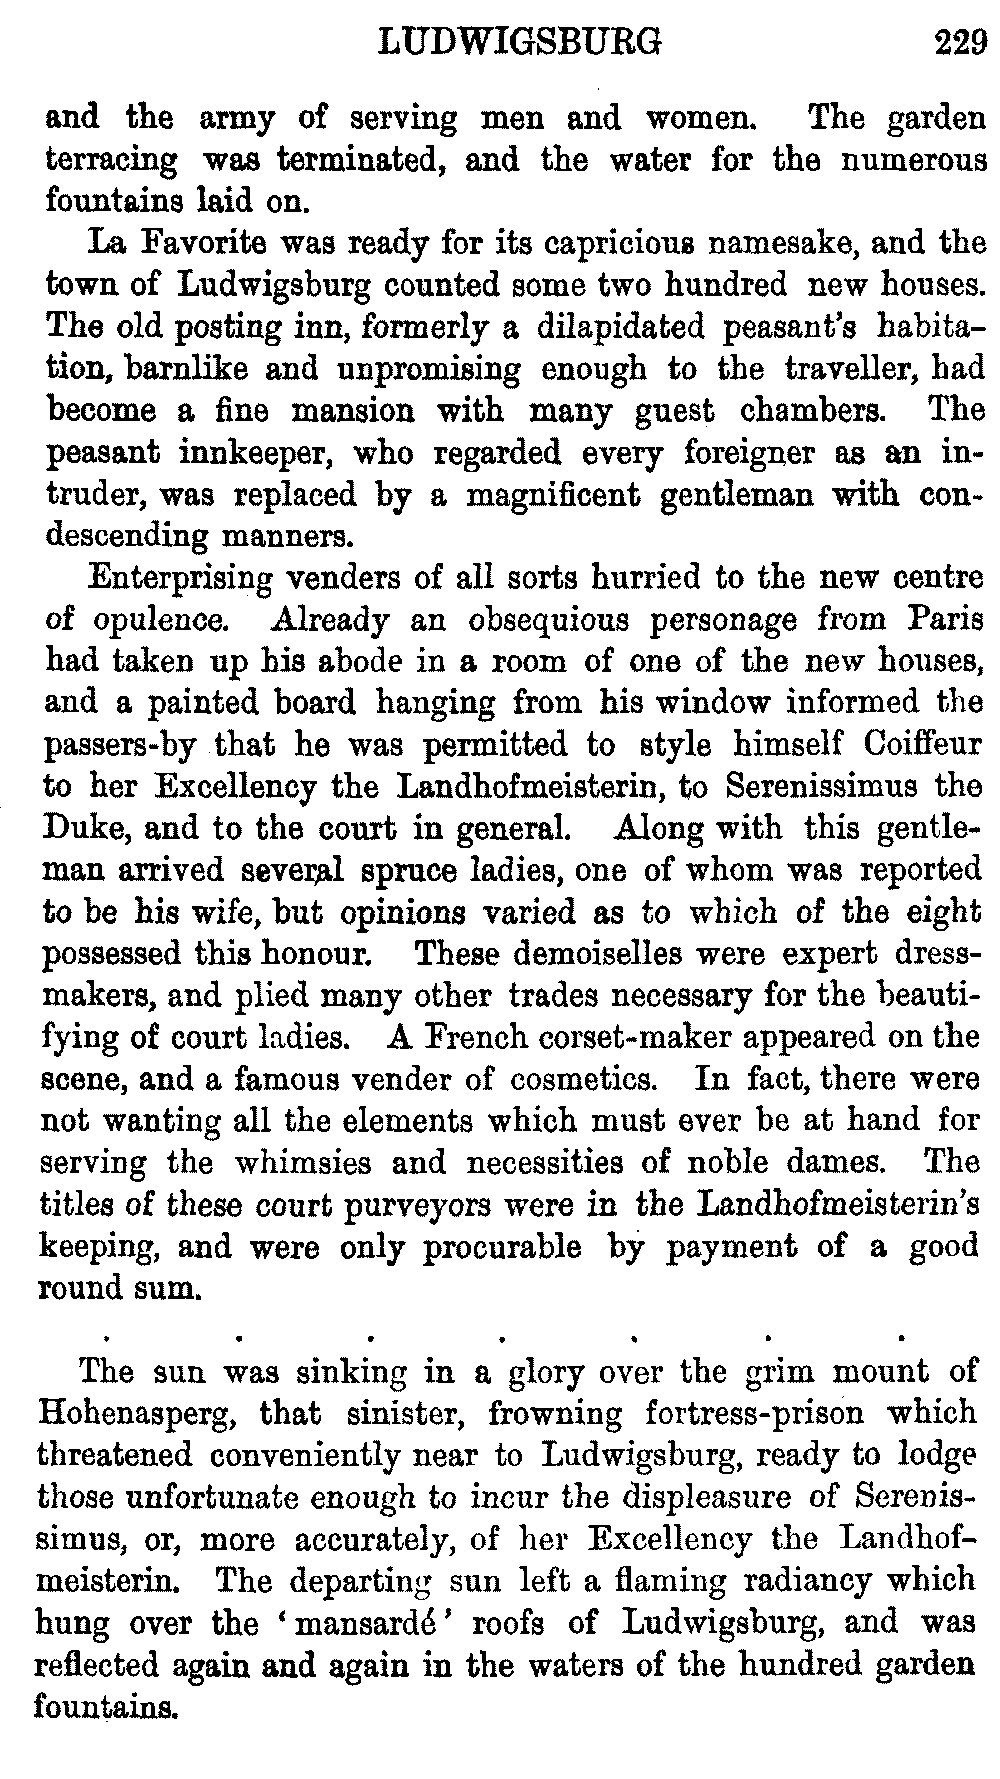 LUDWIGSBURG 229
and the army of serving men and women. The garden
terracing was terminated, and the water for the numerous
fountains laid on.
La Favorite was ready for its capricious namesake, and the
town of Ludwigsburg counted some two hundred new houses.
The old posting inn, formerly a dilapidated peasant's habita-
tion, barnlike and unpromising enough to the traveller, had
become a fine mansion with many guest chambers. The
peasant innkeeper, who regarded every foreigner as an in-
truder, was replaced by a magnificent gentleman with con-
descending manners.
Enterprising venders of all sorts hurried to the new centre
of opulence. Already an obsequious personage from Paris
had taken up his abode in a room of one of the new houses,
and a painted board hanging from his window informed the
passers-by that he was permitted to style himself Coiffeur
to her Excellency the Landhofmeisterin, to Serenissimus the
Duke, and to the court in general. Along with this gentle-
man arrived several spruce ladies, one of whom was reported
to be his wife, but opinions varied as to which of the eight
possessed this honour. These demoiselles were expert dress-
makers, and plied many other trades necessary for the beauti-
fying of court ladies. A French corset-maker appeared on the
scene, and a famous vender of cosmetics. In fact, there were
not wanting all the elements which must ever be at hand for
serving the whimsies and necessities of noble dames. The
titles of these court purveyors were in the Landhofmeisterin's
keeping, and were only procurable by payment of a good
round sum.
. . . . . . .
The sun was sinking in a glory over the grim mount of
Hohenasperg, that sinister, frowning fortress-prison which
threatened conveniently near to Ludwigsburg, ready to lodge
those unfortunate enough to incur the displeasure of Serenis-
simus, or, more accurately, of her Excellency the Landhof-
meisterin. The departing sun left a flaming radiancy which
hung over the ‘mansardé’ roofs of Ludwigsburg, and was
reflected again and again in the waters of the hundred garden
fountains.